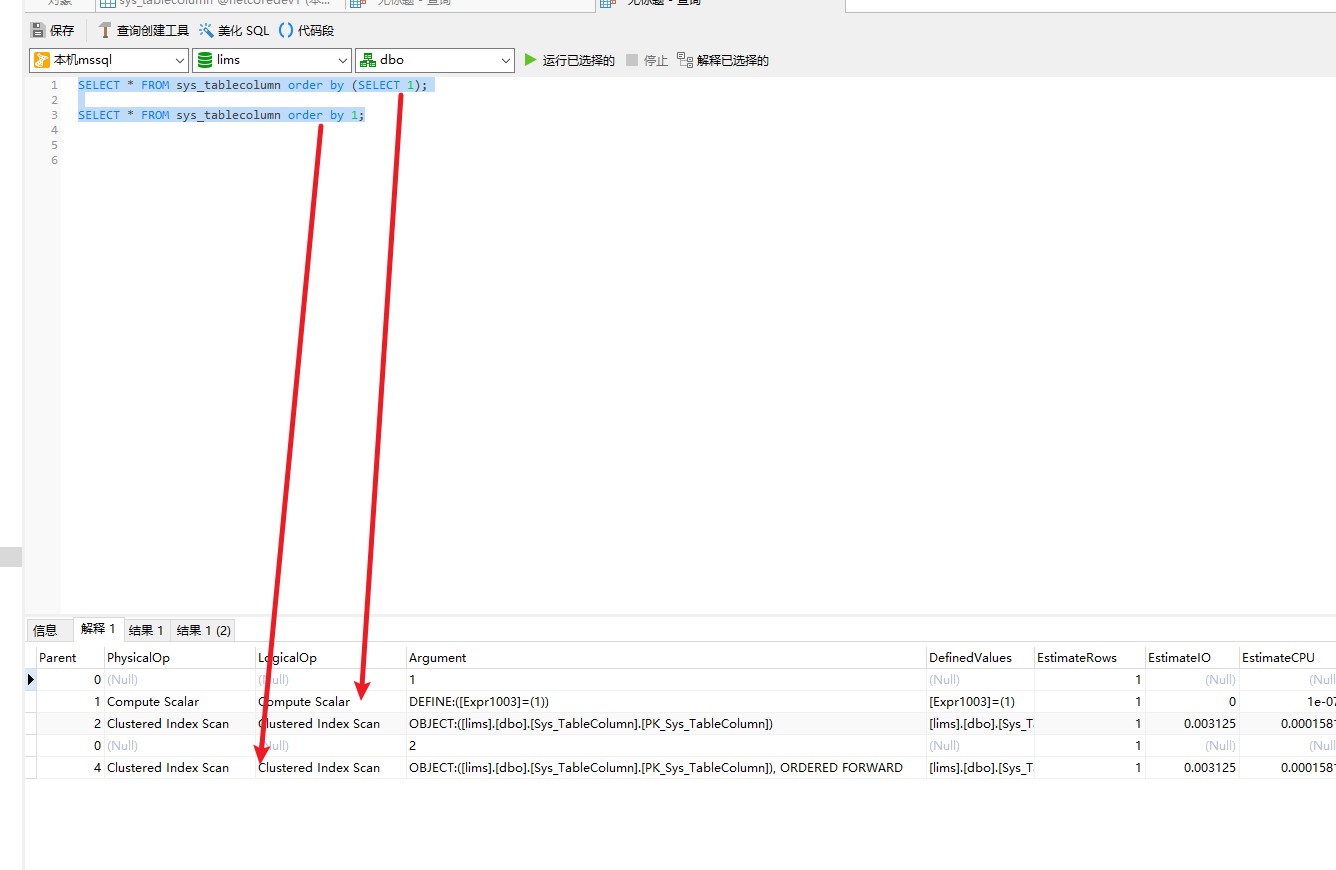 对象 sys_tablecolumn @netcoredev1 (本... 无标题 - 查询 无标题 - 查询
保存 查询创建工具 美化 SQL () 代码段
本机mssql lims dbo 运行已选择的 停止 解释已选择的
1 SELECT * FROM sys_tablecolumn order by (SELECT 1);
2
3 SELECT * FROM sys_tablecolumn order by 1;
4
5
6
信息 解释 1 结果 1 结果 1 (2)
Parent PhysicalOp LogicalOp Argument DefinedValues EstimateRows EstimateIO EstimateCPU
0 (Null) (Null) 1 (Null) 1 (Null) (Nul
1 Compute Scalar Compute Scalar DEFINE:([Expr1003]=(1)) [Expr1003]=(1) 1 0 1e-07
2 Clustered Index Scan Clustered Index Scan OBJECT:([lims].[dbo].[Sys_TableColumn].[PK_Sys_TableColumn]) [lims].[dbo].[Sys_T 1 0.003125 0.0001581
0 (Null) (Null) 2 (Null) 1 (Null) (Nul
4 Clustered Index Scan Clustered Index Scan OBJECT:([lims].[dbo].[Sys_TableColumn].[PK_Sys_TableColumn]), ORDERED FORWARD [lims].[dbo].[Sys_T 1 0.003125 0.0001581